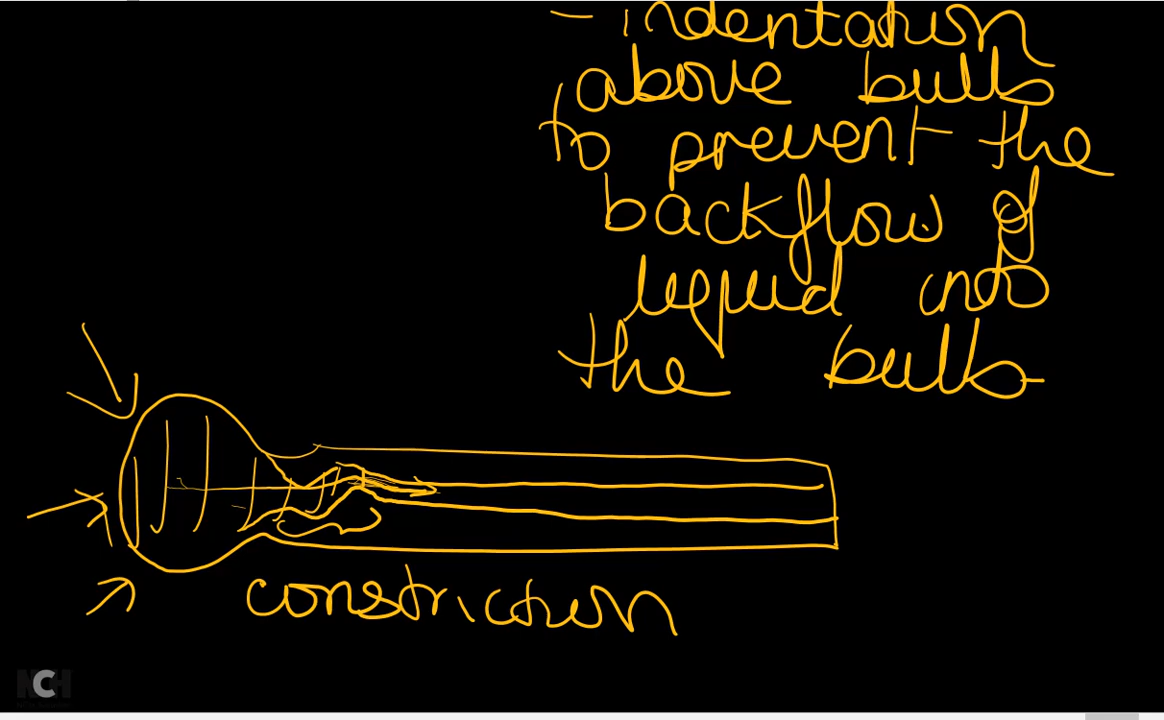 - indentation
above bulb
to prevent the
backflow of
liquid into
the bulb
constriction